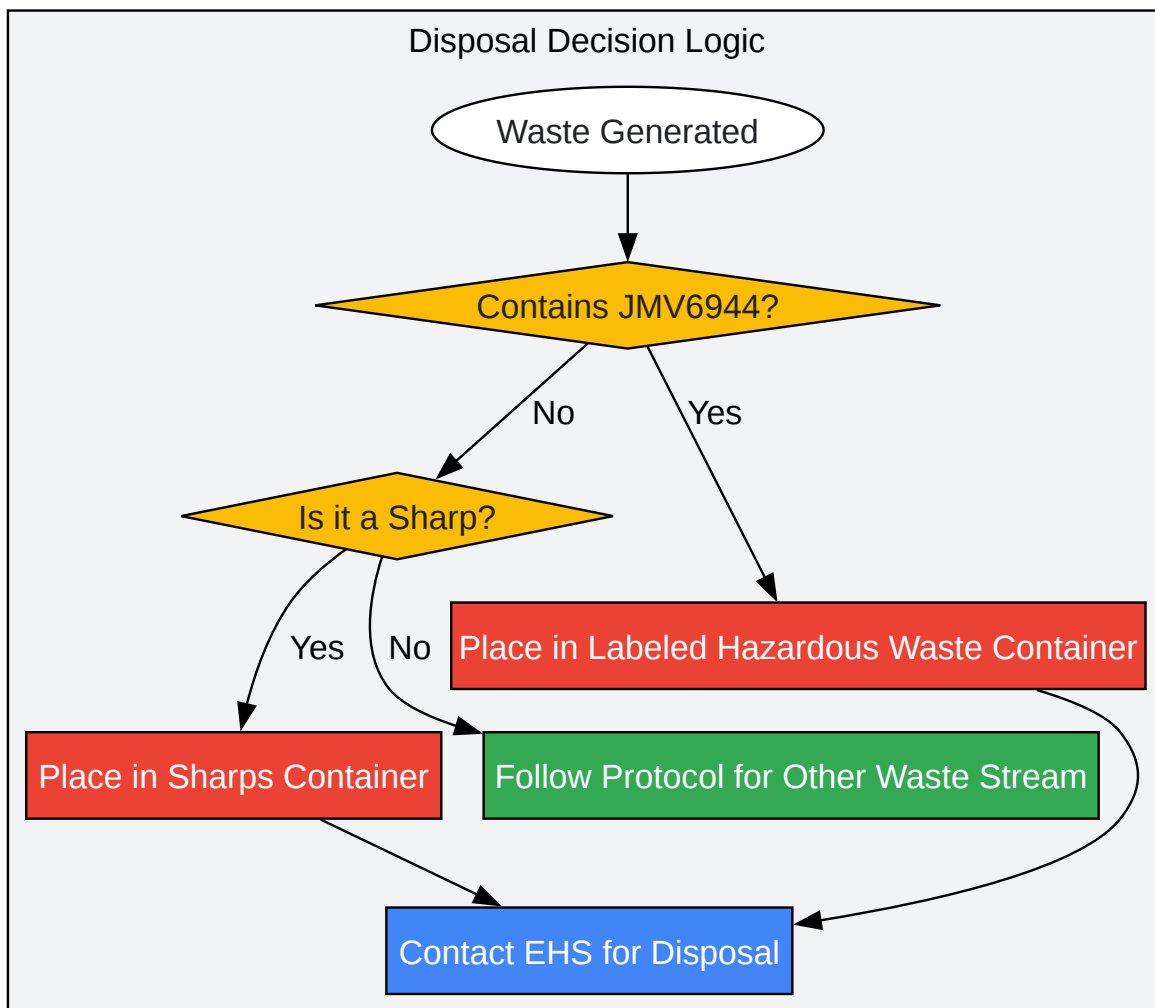 Disposal Decision Logic
Waste Generated
Contains JMV6944?
No
Yes
Is it a Sharp?
Yes
No
Place in Labeled Hazardous Waste Container
Place in Sharps Container
Follow Protocol for Other Waste Stream
Contact EHS for Disposal